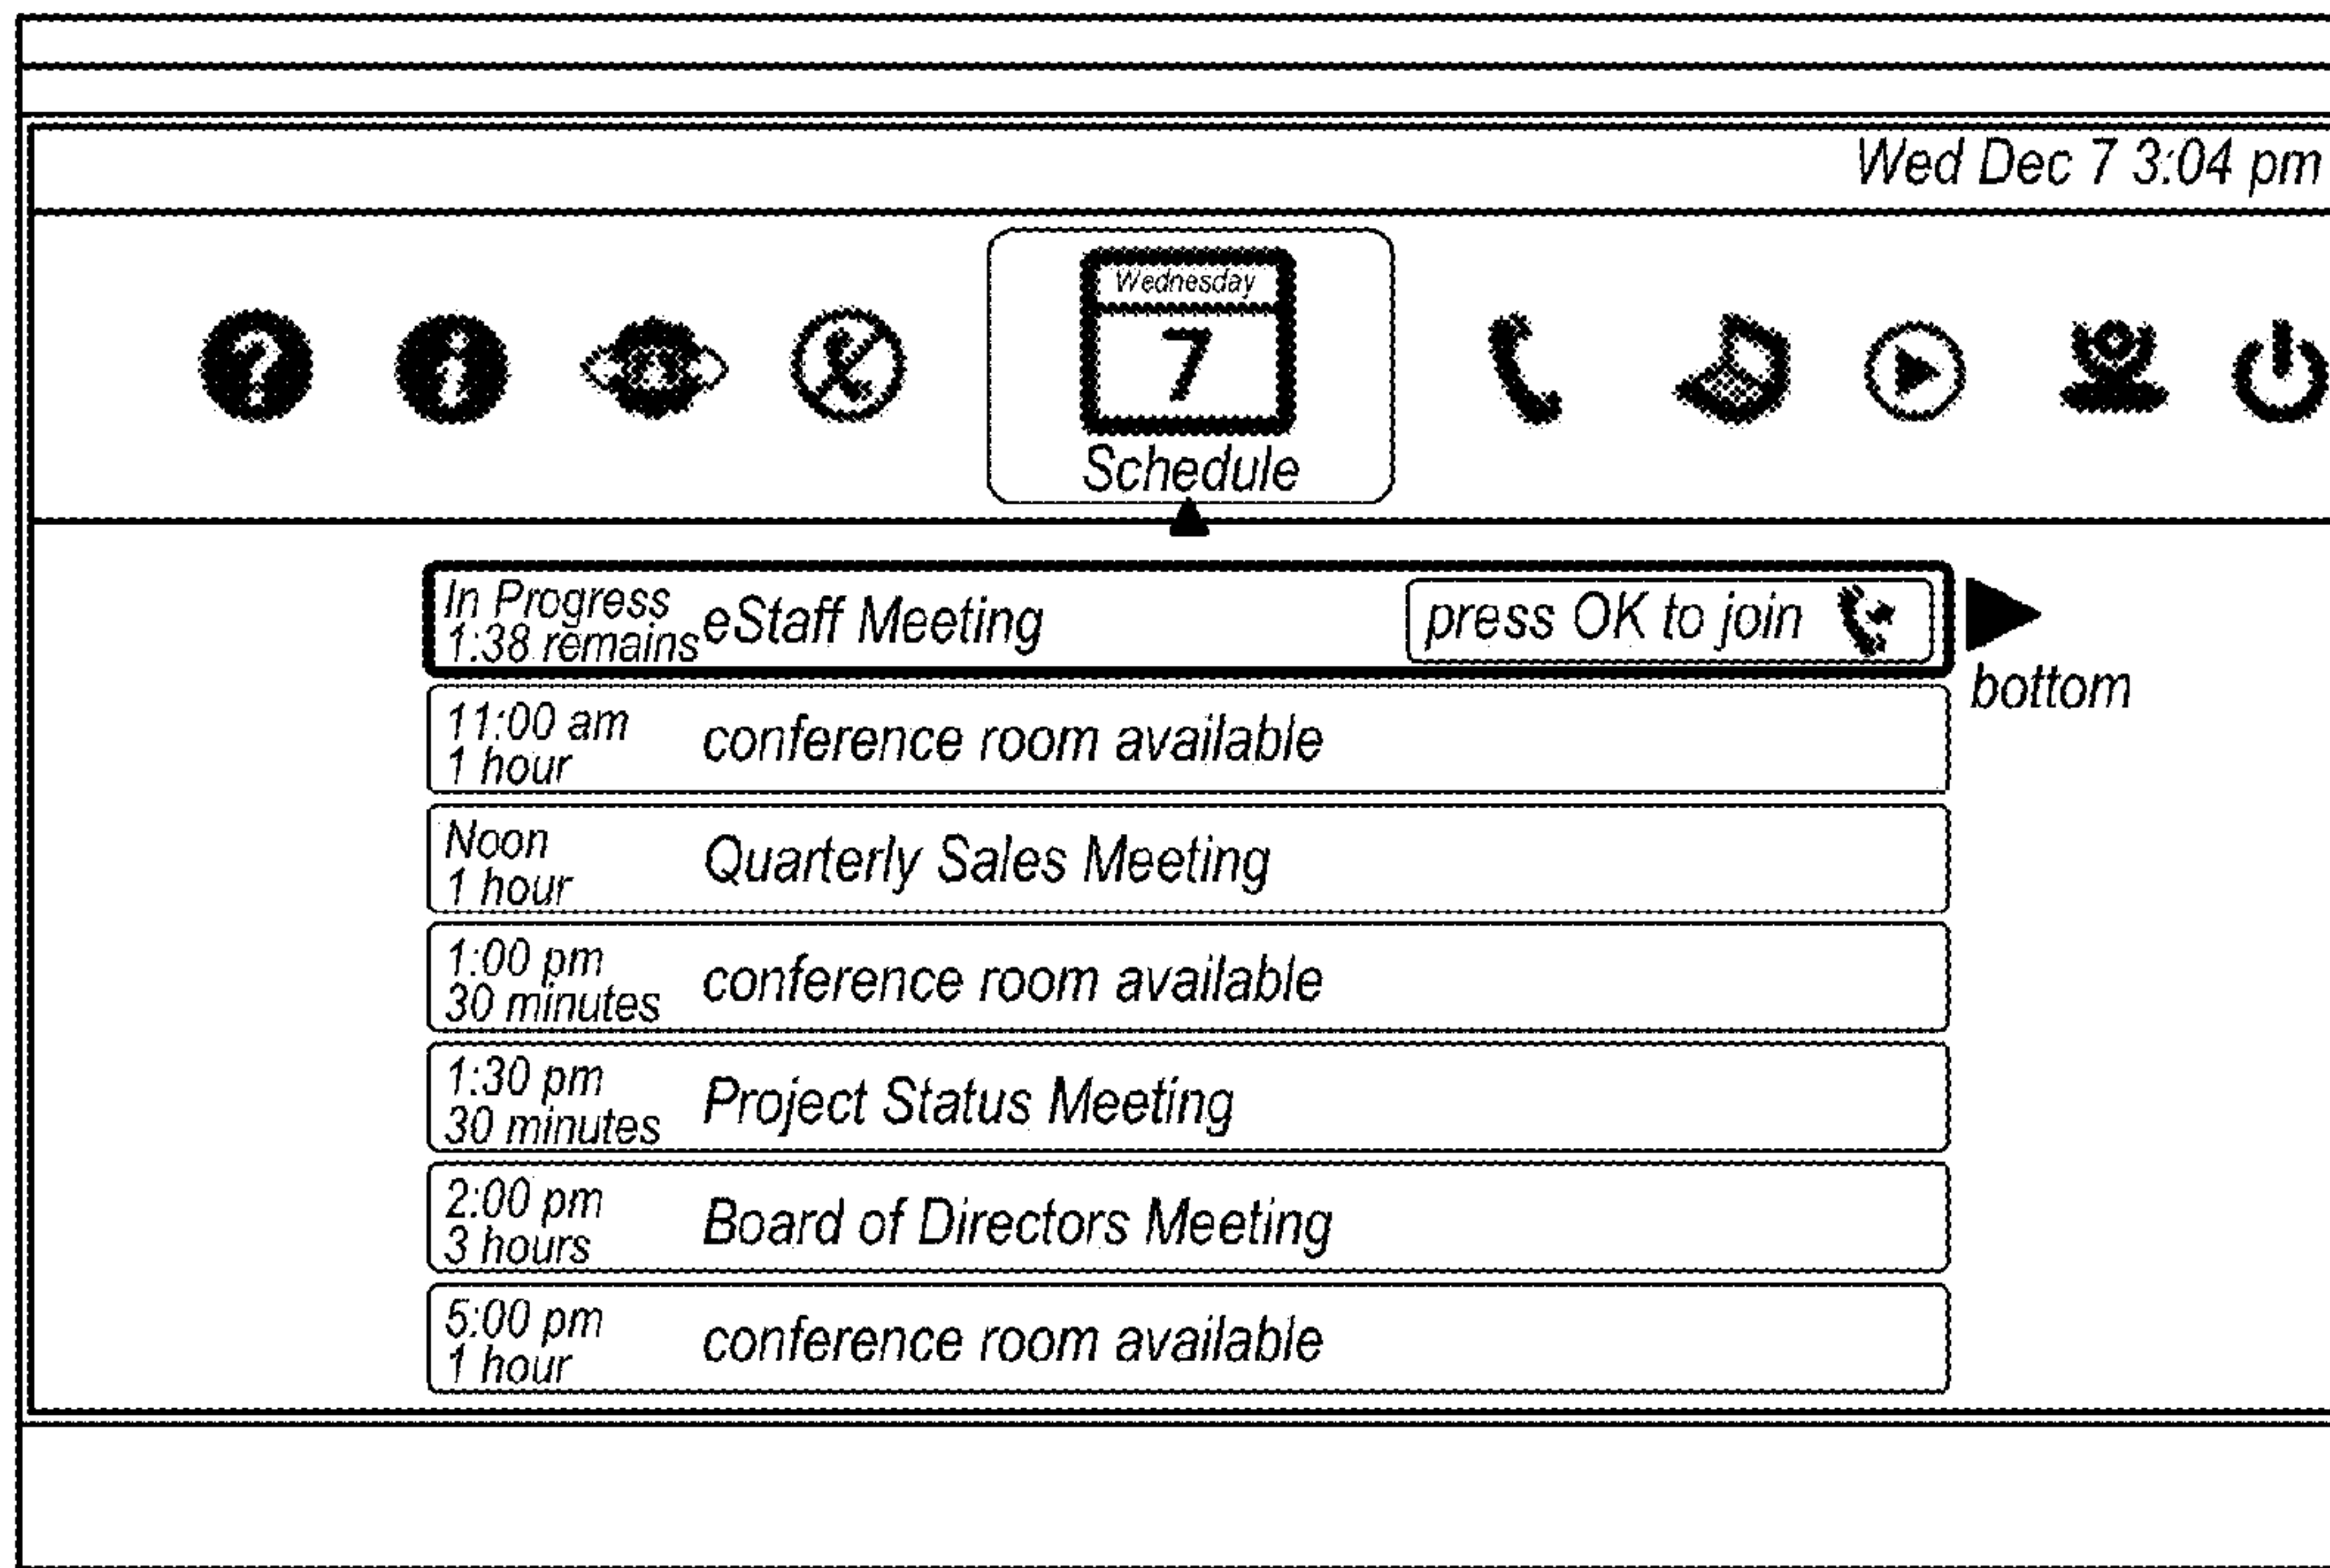 Wed Dec 7 3:04 pm
Wednesday
7
Schedule
In Progress
1:38 remains
eStaff Meeting
press OK to join
bottom
11:00 am
1 hour
conference room available
Noon
1 hour
Quarterly Sales Meeting
1:00 pm
30 minutes
conference room available
1:30 pm
30 minutes
Project Status Meeting
2:00 pm
3 hours
Board of Directors Meeting
5:00 pm
1 hour
conference room available